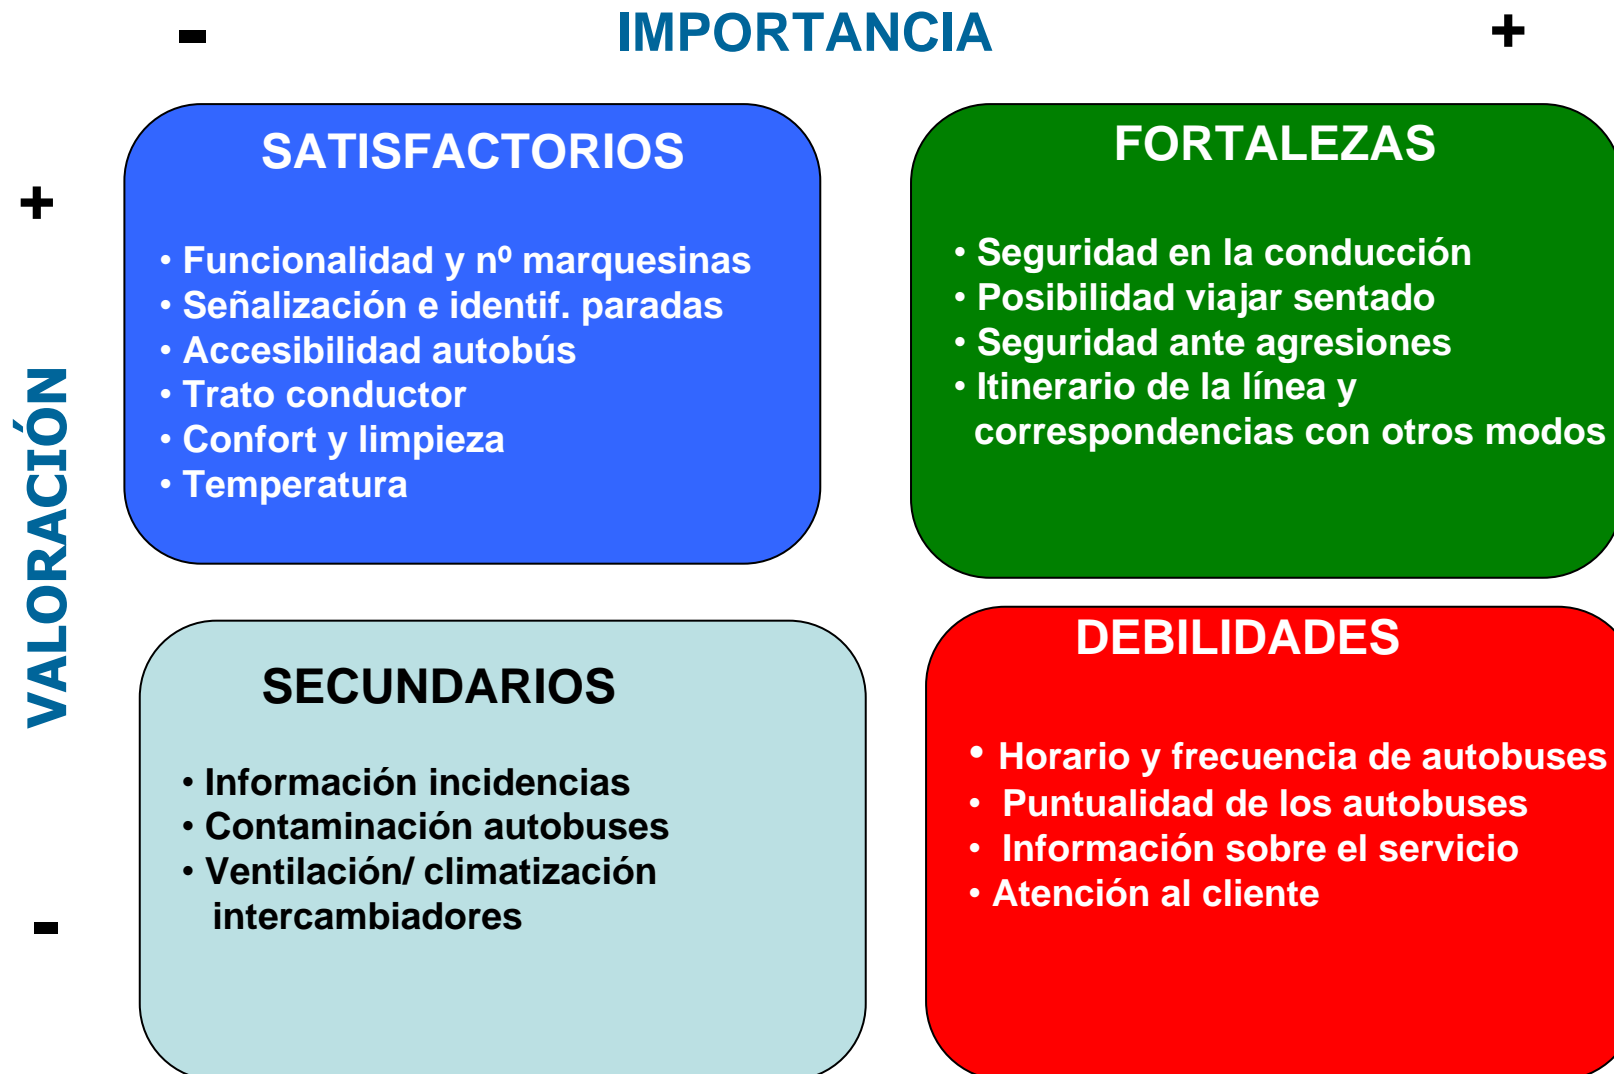 - IMPORTANCIA +
+
VALORACIÓN
-
SATISFACTORIOS
• Funcionalidad y nº marquesinas
• Señalización e identif. paradas
• Accesibilidad autobús
• Trato conductor
• Confort y limpieza
• Temperatura
FORTALEZAS
• Seguridad en la conducción
• Posibilidad viajar sentado
• Seguridad ante agresiones
• Itinerario de la línea y
correspondencias con otros modos
SECUNDARIOS
• Información incidencias
• Contaminación autobuses
• Ventilación/ climatización
intercambiadores
DEBILIDADES
• Horario y frecuencia de autobuses
• Puntualidad de los autobuses
• Información sobre el servicio
• Atención al cliente